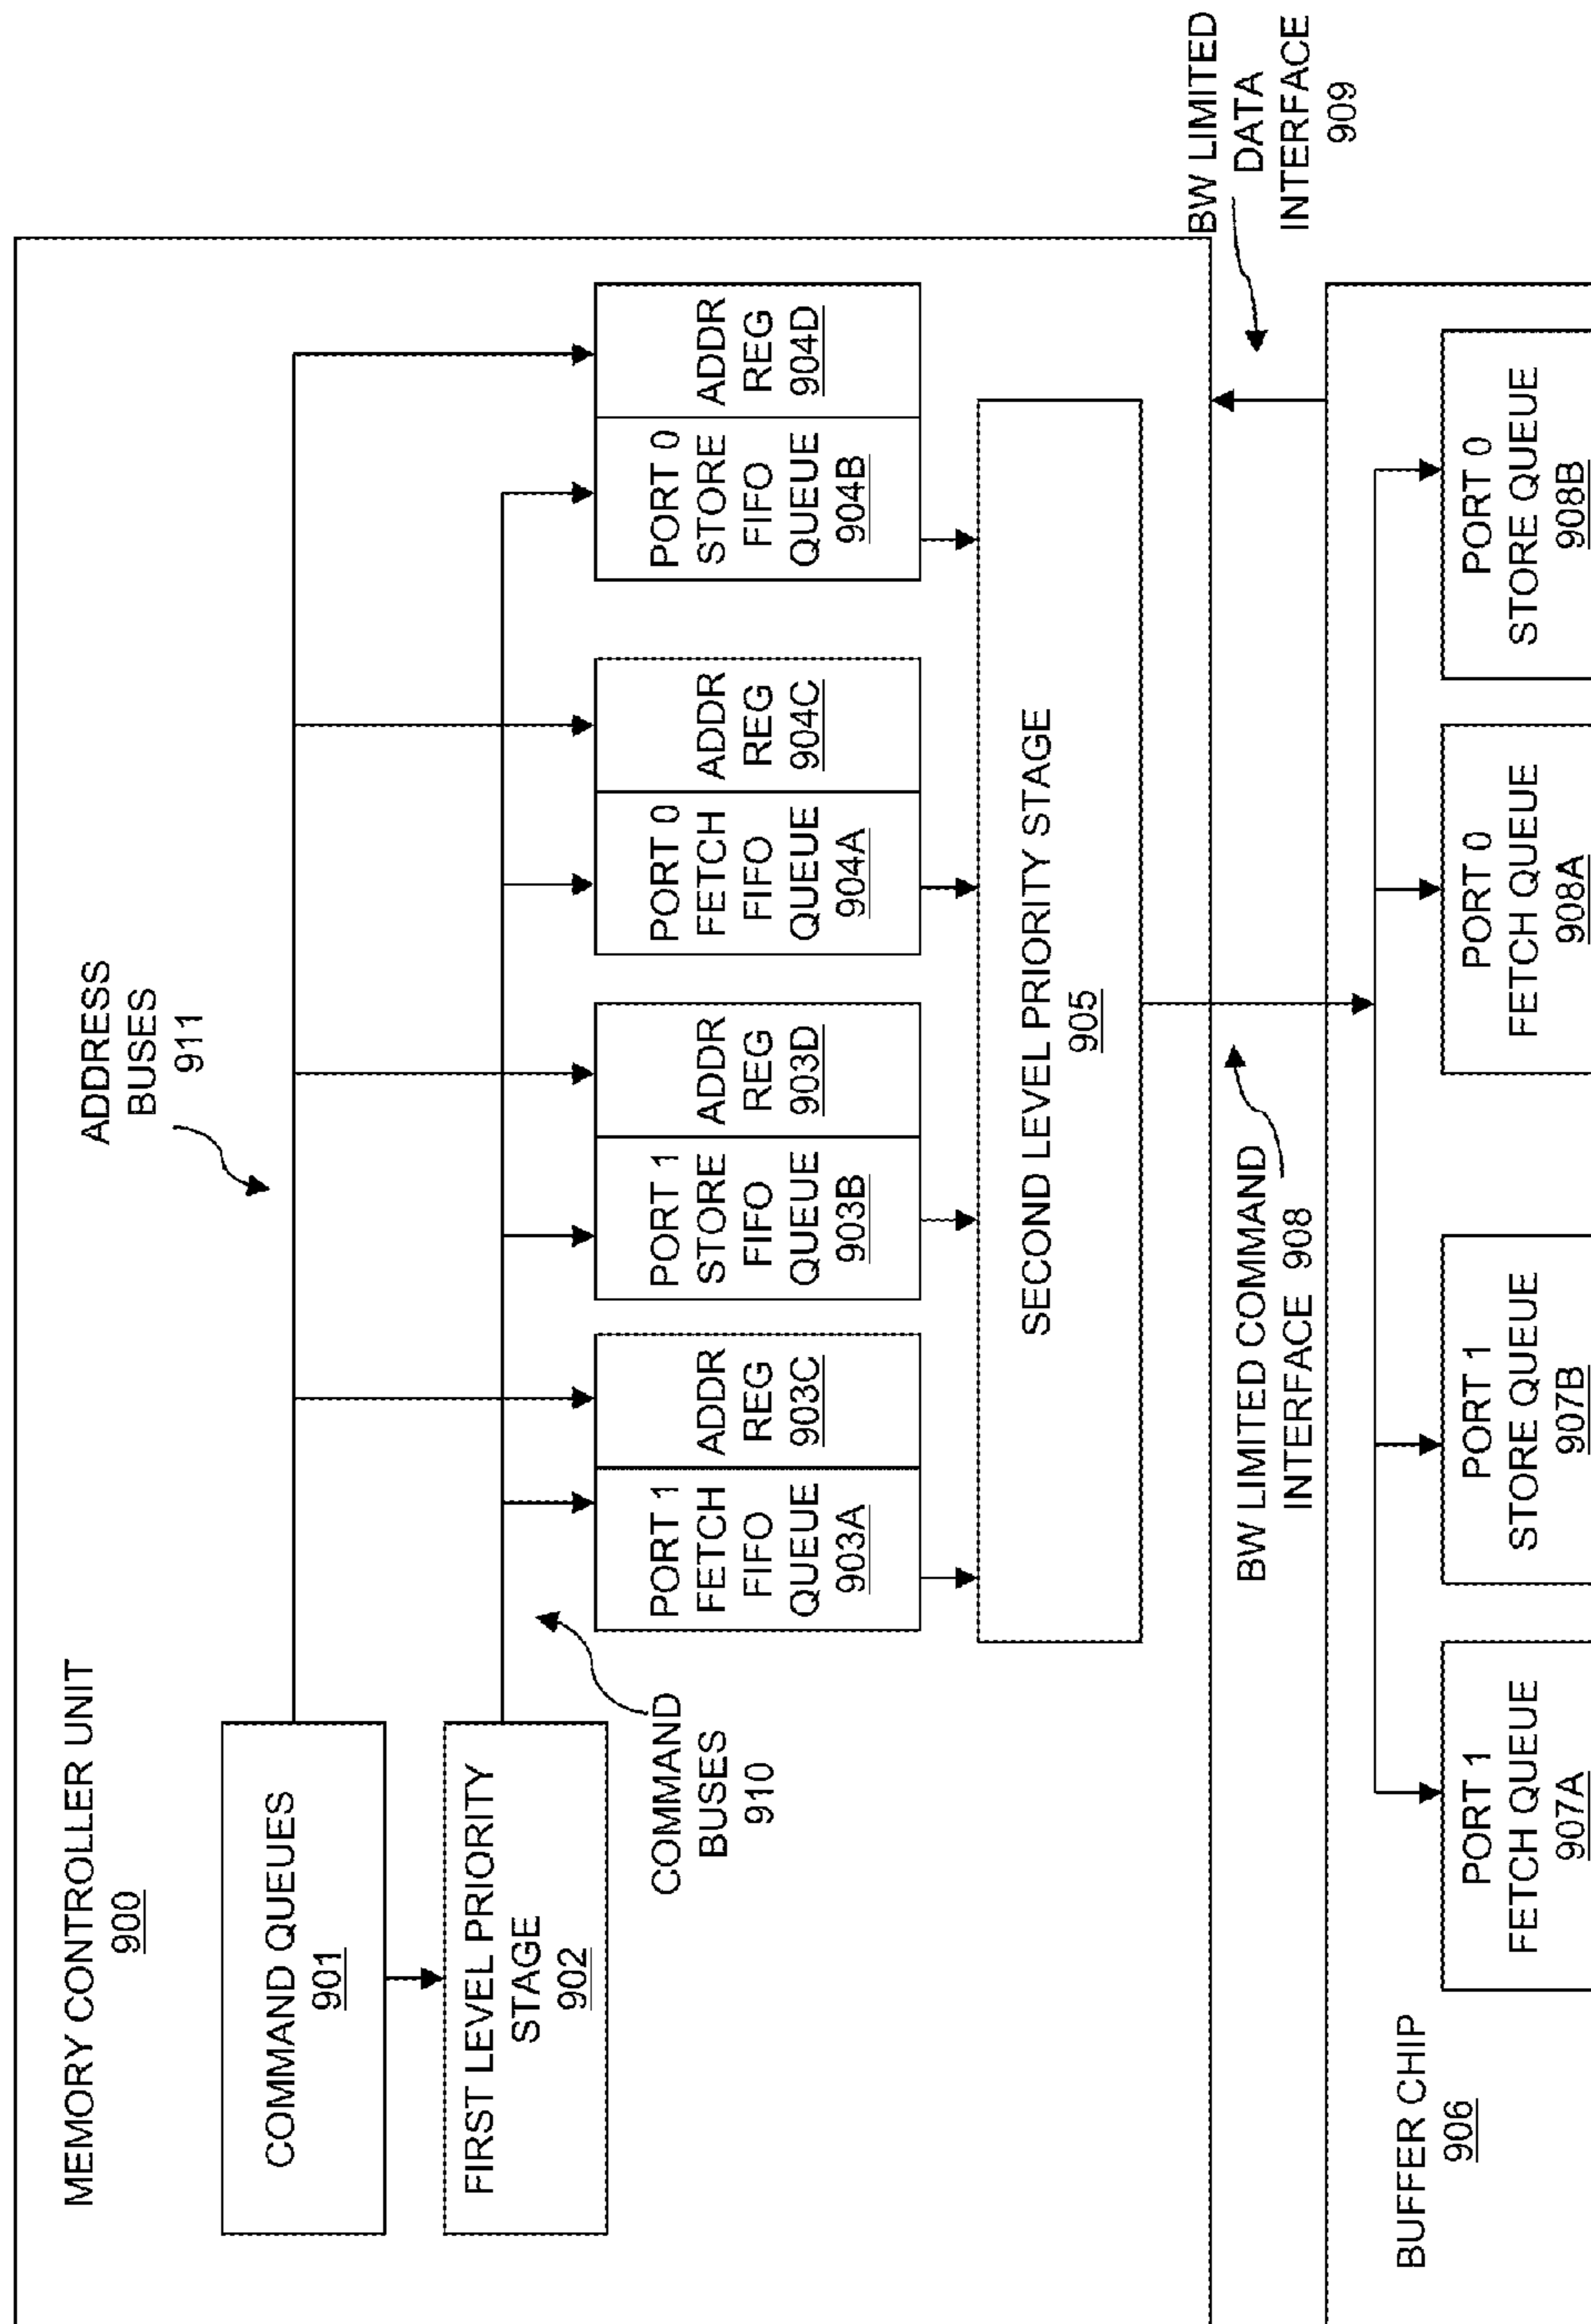 MEMORY CONTROLLER UNIT
900
COMMAND QUEUES
901
FIRST LEVEL PRIORITY
STAGE
902
COMMAND
BUSES
910
ADDRESS
BUSES
911
PORT 1
FETCH
FIFO
QUEUE
903A
ADDR
REG
903C
PORT 1
STORE
FIFO
QUEUE
903B
ADDR
REG
903D
PORT 0
FETCH
FIFO
QUEUE
904A
ADDR
REG
904C
PORT 0
STORE
FIFO
QUEUE
904B
ADDR
REG
904D
SECOND LEVEL PRIORITY STAGE
905
BW LIMITED COMMAND
INTERFACE 908
BW LIMITED
DATA
INTERFACE
909
BUFFER CHIP
906
PORT 1
FETCH QUEUE
907A
PORT 1
STORE QUEUE
907B
PORT 0
FETCH QUEUE
908A
PORT 0
STORE QUEUE
908B